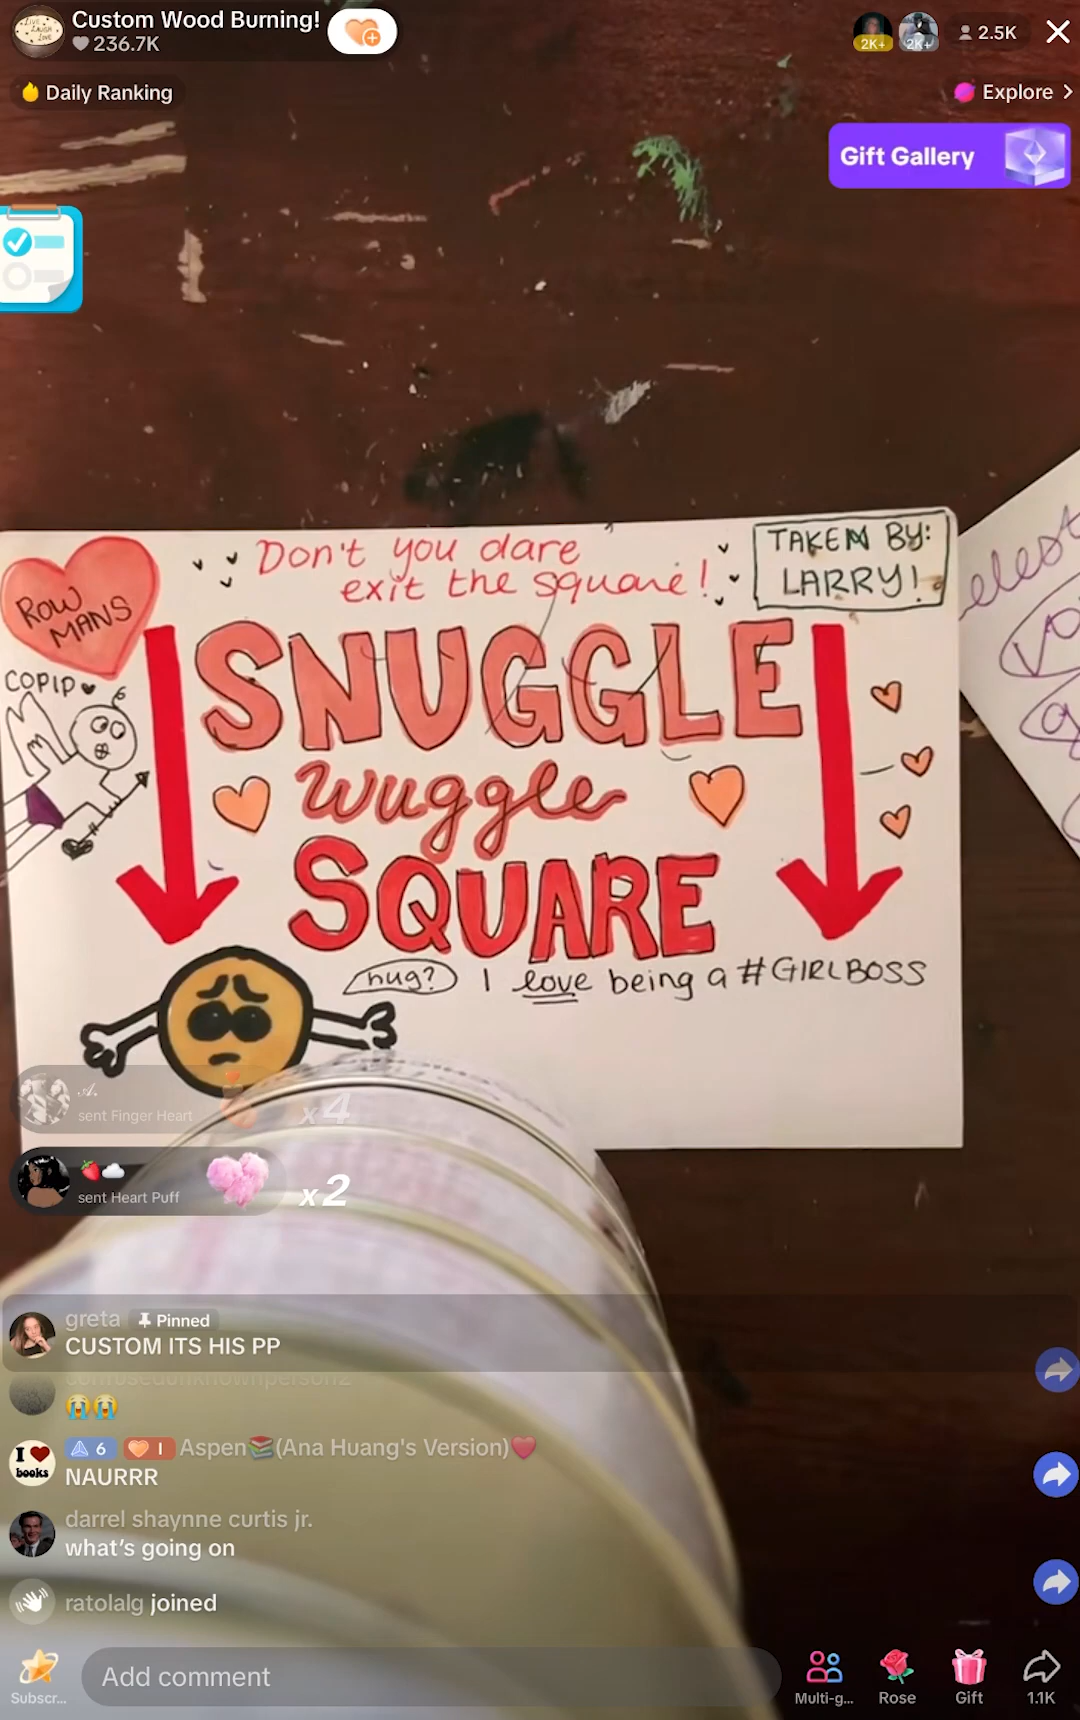 Custom Wood Burning!
236.7K
2K+
2K+
2.5K
Daily Ranking
Explore
Gift Gallery
Don't you dare
exit the square!
TAKEN BY:
LARRY!
ROW
MANS
COPID
SNUGGLE
wuggle
SQUARE
hug? I love being a #GIRLBOSS
sent Finger Heart
x4
sent Heart Puff
x2
greta Pinned
CUSTOM ITS HIS PP
😭😭
I ❤
books
6 I Aspen📚(Ana Huang's Version)❤️
NAURRR
darrel shaynne curtis jr.
what's going on
ratolalg joined
Subscr...
Add comment
Multi-g...
Rose
Gift
1.1K